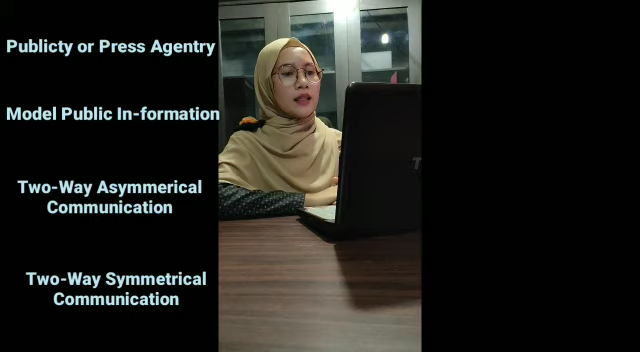 Publicty or Press Agentry
Model Public In-formation
Two-Way Asymmerical
Communication
Two-Way Symmetrical
Communication